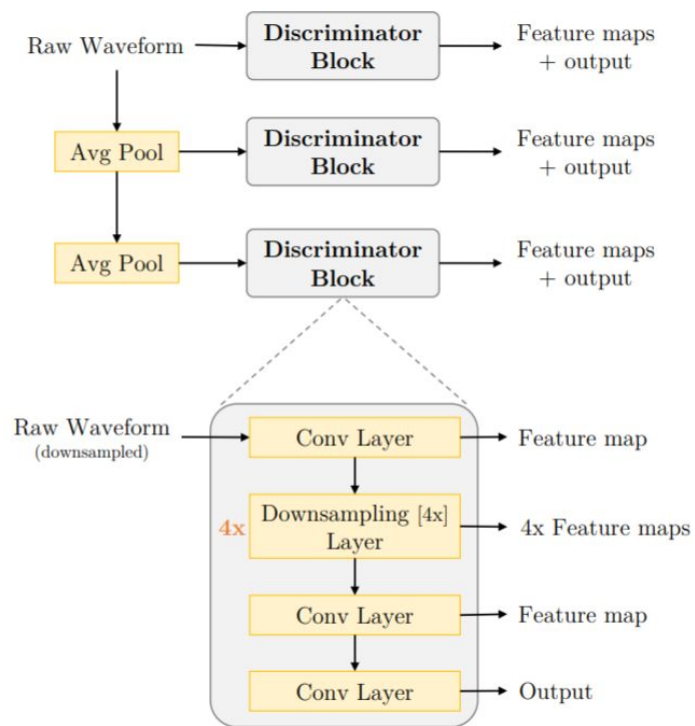 Raw Waveform
Discriminator
Block
Feature maps
+ output
Avg Pool
Discriminator
Block
Feature maps
+ output
Avg Pool
Discriminator
Block
Feature maps
+ output
Raw Waveform
(downsampled)
Conv Layer
Feature map
4x
Downsampling [4x]
Layer
4x Feature maps
Conv Layer
Feature map
Conv Layer
Output